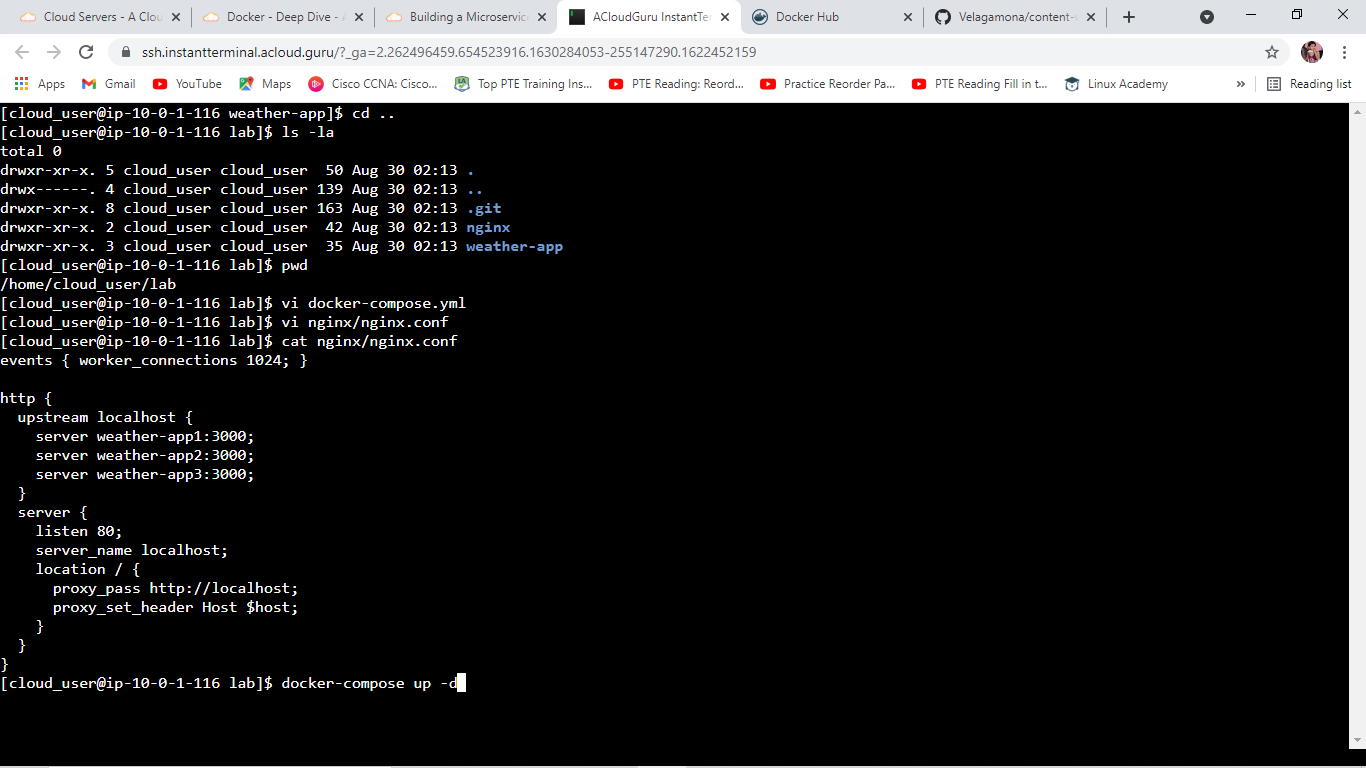 Cloud Servers - A Clou
Docker - Deep Dive - A
Building a Microservic
ACloudGuru InstantTer
Docker Hub
Velagamona/content-
ssh.instantterminal.acloud.guru/?_ga=2.262496459.654523916.1630284053-255147290.1622452159
Apps
Gmail
YouTube
Maps
Cisco CCNA: Cisco...
Top PTE Training Ins...
PTE Reading: Reord...
Practice Reorder Pa...
PTE Reading Fill in t...
Linux Academy
»
Reading list
[cloud_user@ip-10-0-1-116 weather-app]$ cd ..
[cloud_user@ip-10-0-1-116 lab]$ ls -la
total 0
drwxr-xr-x. 5 cloud_user cloud_user  50 Aug 30 02:13 .
drwx------. 4 cloud_user cloud_user 139 Aug 30 02:13 ..
drwxr-xr-x. 8 cloud_user cloud_user 163 Aug 30 02:13 .git
drwxr-xr-x. 2 cloud_user cloud_user  42 Aug 30 02:13 nginx
drwxr-xr-x. 3 cloud_user cloud_user  35 Aug 30 02:13 weather-app
[cloud_user@ip-10-0-1-116 lab]$ pwd
/home/cloud_user/lab
[cloud_user@ip-10-0-1-116 lab]$ vi docker-compose.yml
[cloud_user@ip-10-0-1-116 lab]$ vi nginx/nginx.conf
[cloud_user@ip-10-0-1-116 lab]$ cat nginx/nginx.conf
events { worker_connections 1024; }
http {
  upstream localhost {
    server weather-app1:3000;
    server weather-app2:3000;
    server weather-app3:3000;
  }
  server {
    listen 80;
    server_name localhost;
    location / {
      proxy_pass http://localhost;
      proxy_set_header Host $host;
    }
  }
}
[cloud_user@ip-10-0-1-116 lab]$ docker-compose up -d